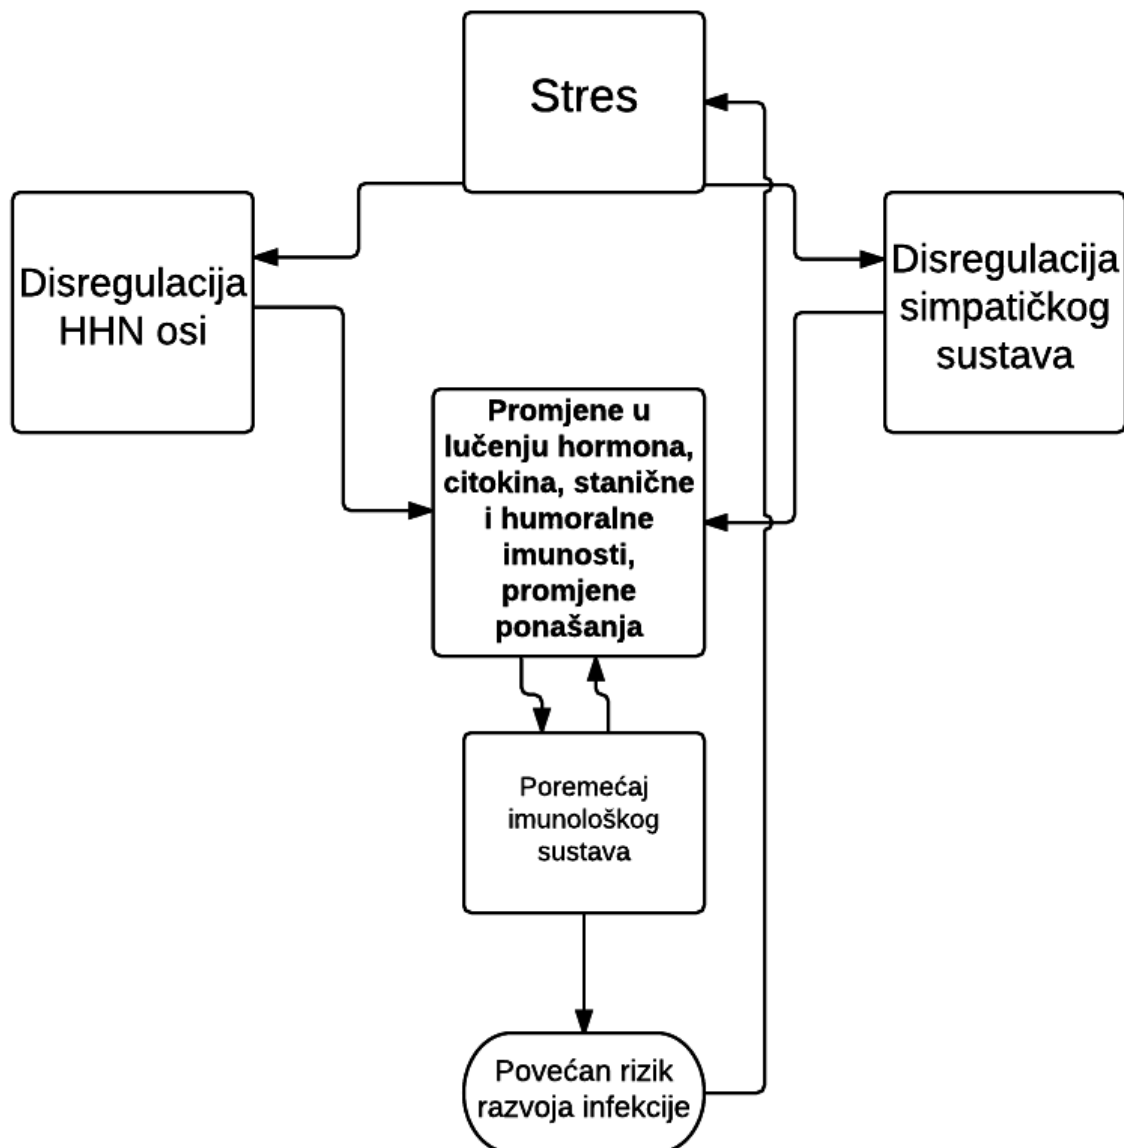 Stres
Disregulacija
HHN osi
Disregulacija
simpatičkog
sustava
Promjene u
lučenju hormona,
citokina, stanične
i humoralne
imunosti,
promjene
ponašanja
Poremećaj
imunološkog
sustava
Povećan rizik
razvoja infekcije